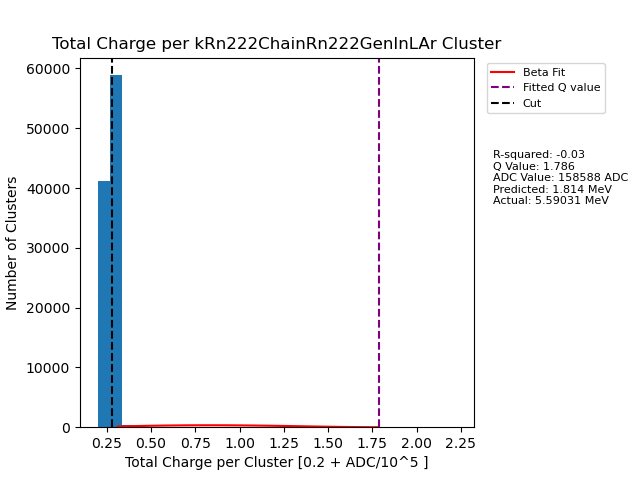 Total Charge per kRn222ChainRn222GenInLAr Cluster
60000
50000
40000
30000
20000
10000
0
Number of Clusters
0.25 0.50 0.75 1.00 1.25 1.50 1.75 2.00 2.25
Total Charge per Cluster [0.2 + ADC/10^5 ]
Beta Fit
Fitted Q value
Cut
R-squared: -0.03
Q Value: 1.786
ADC Value: 158588 ADC
Predicted: 1.814 MeV
Actual: 5.59031 MeV